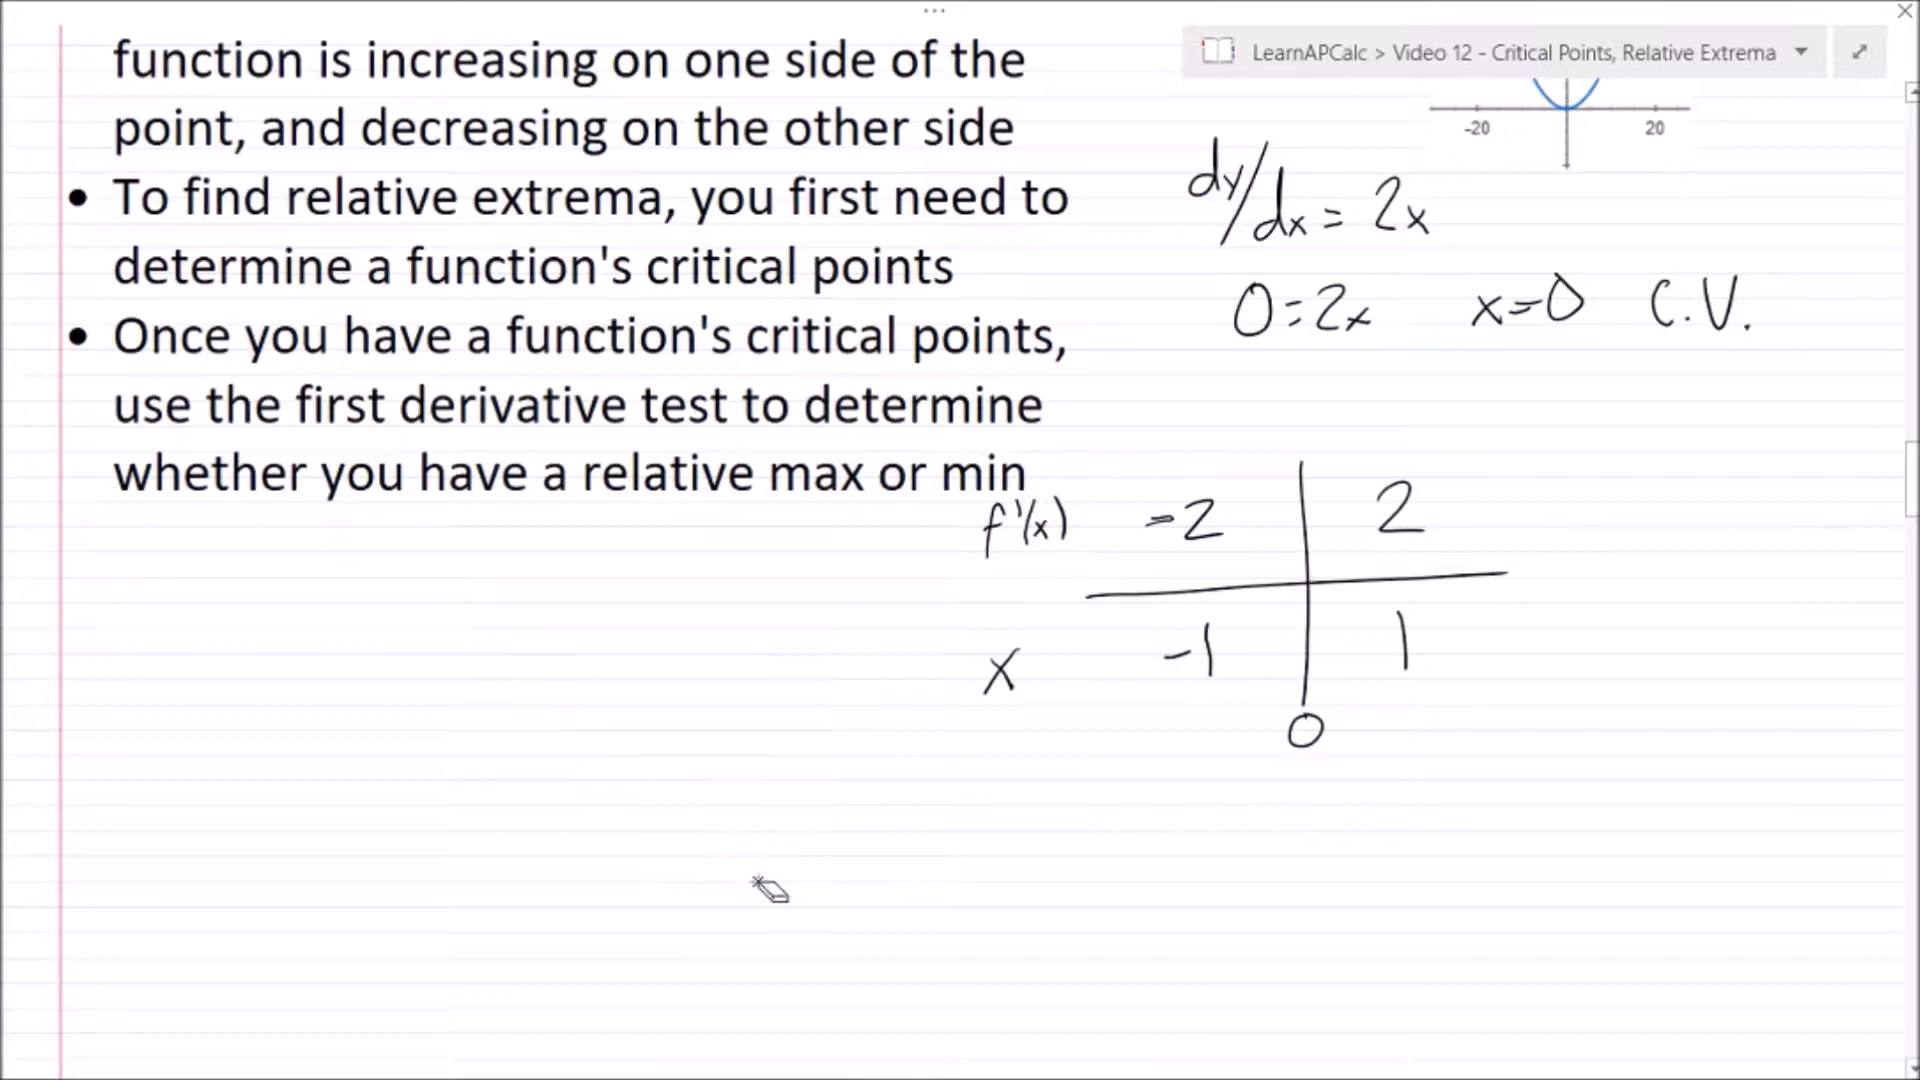 function is increasing on one side of the
point, and decreasing on the other side
• To find relative extrema, you first need to
determine a function's critical points
• Once you have a function's critical points,
use the first derivative test to determine
whether you have a relative max or min
LearnAPCalc > Video 12 - Critical Points, Relative Extrema
-20 20
dy/dx = 2x
0=2x x=0 C.V.
f'(x) -2 2
x -1 1
0